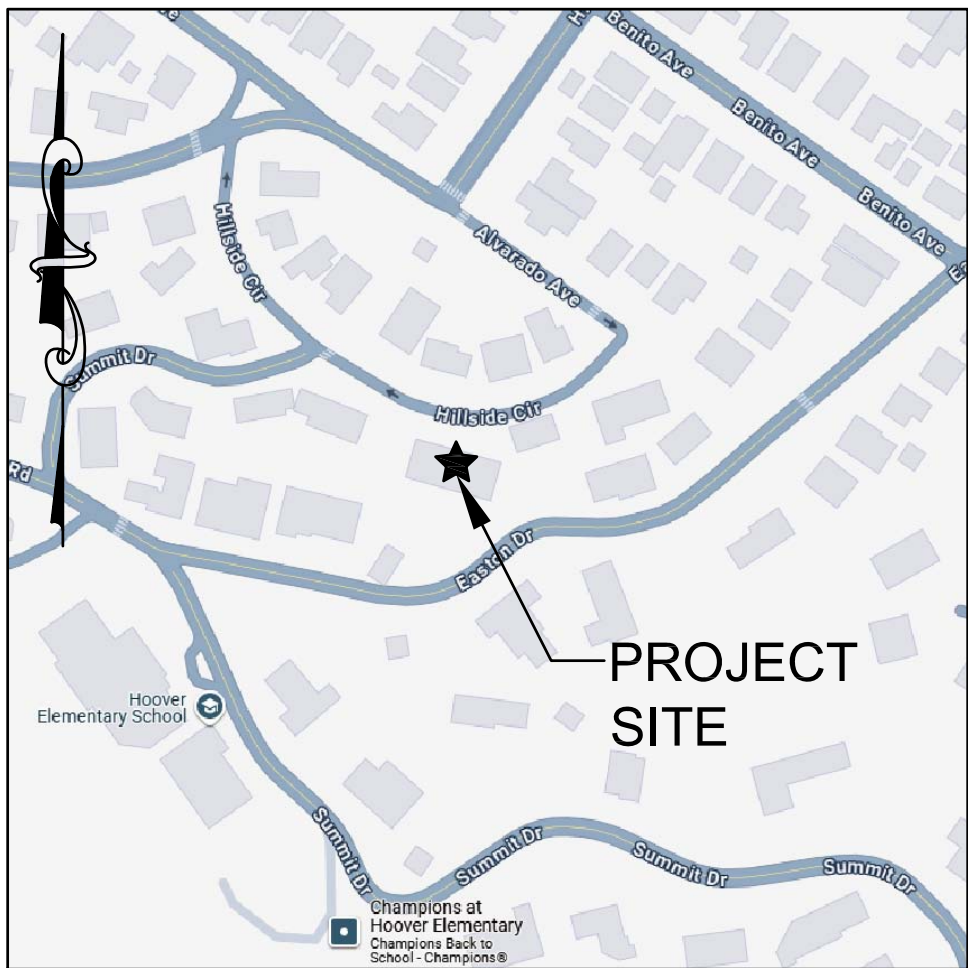 Benito Ave
Benito Ave
Benito Ave
Hillside Cir
Alvarado Ave
Summit Dr
Hillside Cir
Rd
Easton Dr
PROJECT
SITE
Hoover
Elementary School
Summit Dr
Summit Dr
Summit Dr
Summit Dr
Champions at
Hoover Elementary
Champions Back to
School - Champions®